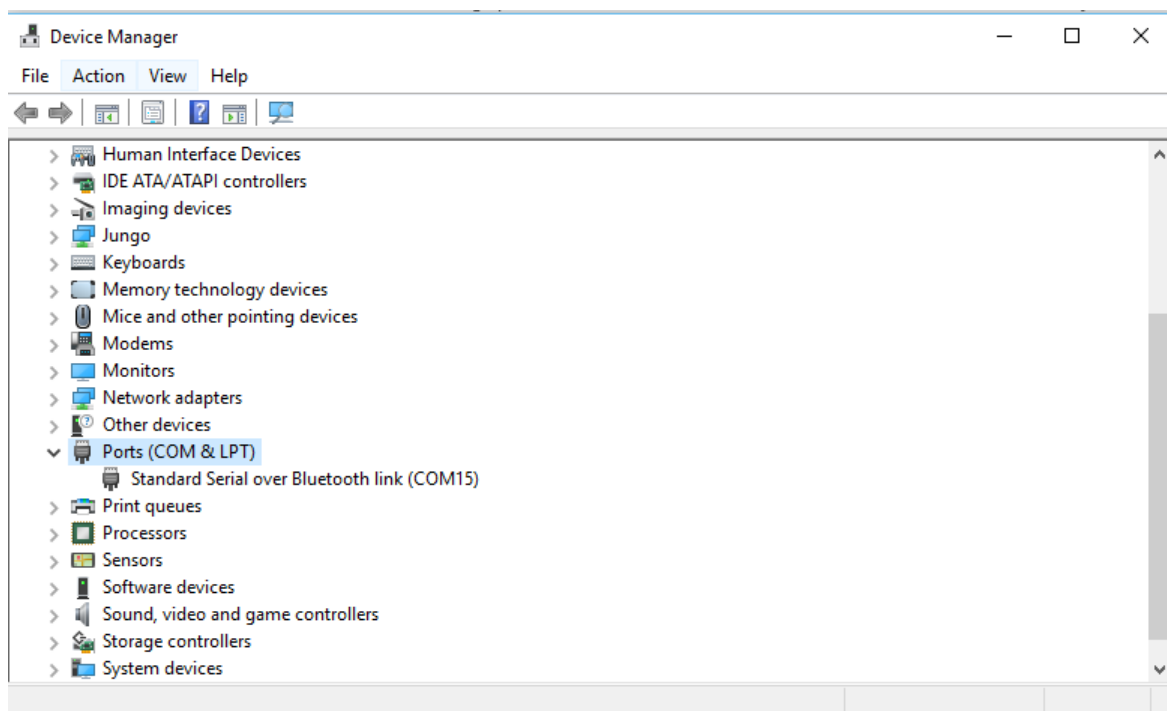 Device Manager
File Action View Help
Human Interface Devices
IDE ATA/ATAPI controllers
Imaging devices
Jungo
Keyboards
Memory technology devices
Mice and other pointing devices
Modems
Monitors
Network adapters
Other devices
Ports (COM & LPT)
Standard Serial over Bluetooth link (COM15)
Print queues
Processors
Sensors
Software devices
Sound, video and game controllers
Storage controllers
System devices